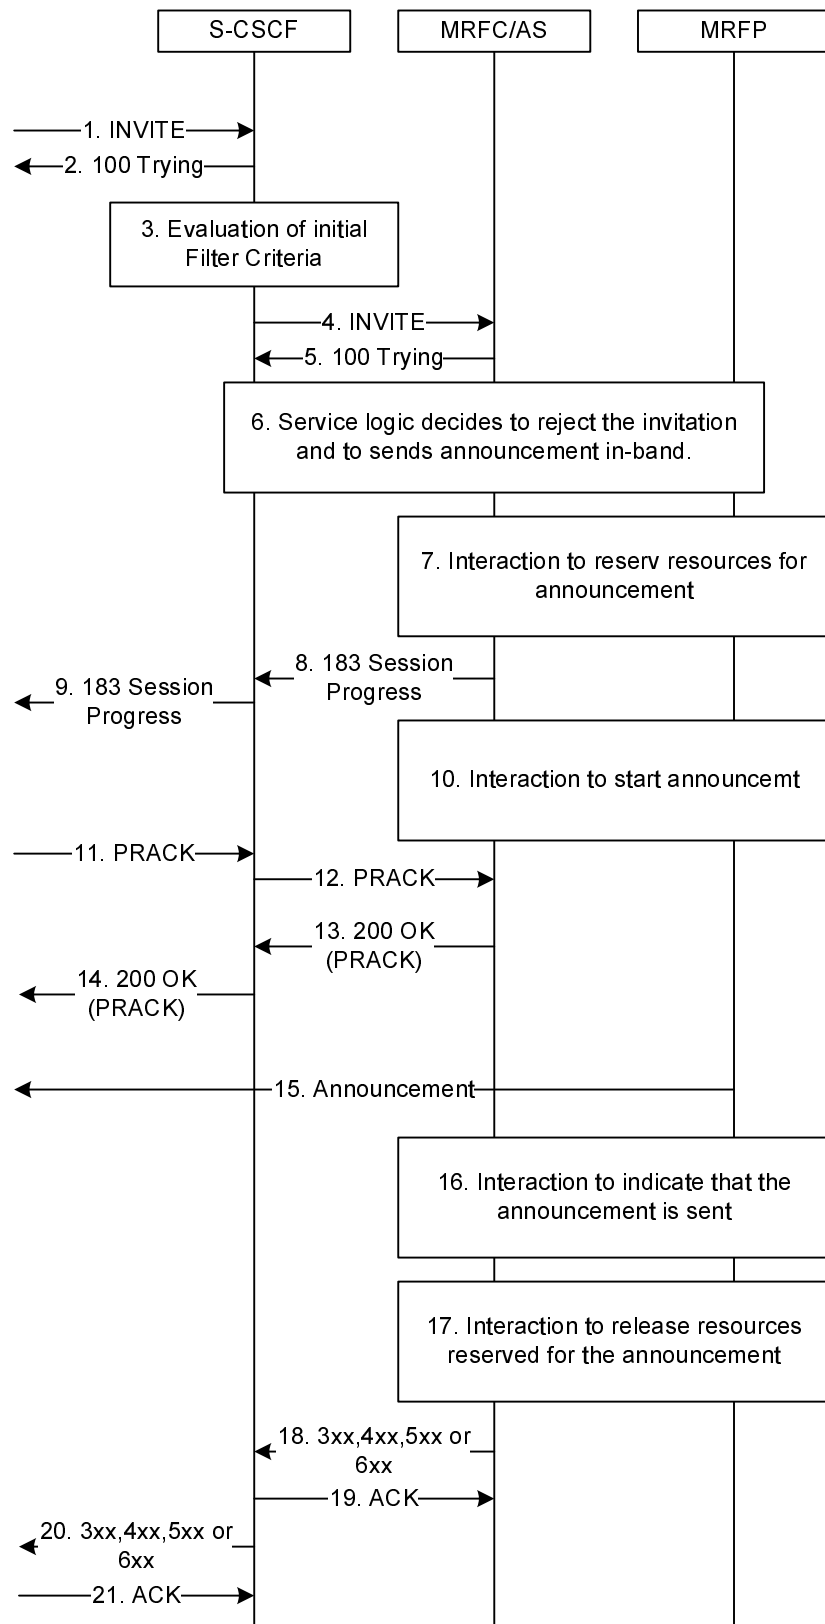 S-CSCF
MRFC/AS
MRFP
1. INVITE
2. 100 Trying
3. Evaluation of initial
Filter Criteria
4. INVITE
5. 100 Trying
6. Service logic decides to reject the invitation
and to sends announcement in-band.
7. Interaction to reserv resources for
announcement
8. 183 Session
Progress
9. 183 Session
Progress
10. Interaction to start announcemt
11. PRACK
12. PRACK
13. 200 OK
(PRACK)
14. 200 OK
(PRACK)
15. Announcement
16. Interaction to indicate that the
announcement is sent
17. Interaction to release resources
reserved for the announcement
18. 3xx,4xx,5xx or
6xx
19. ACK
20. 3xx,4xx,5xx or
6xx
21. ACK